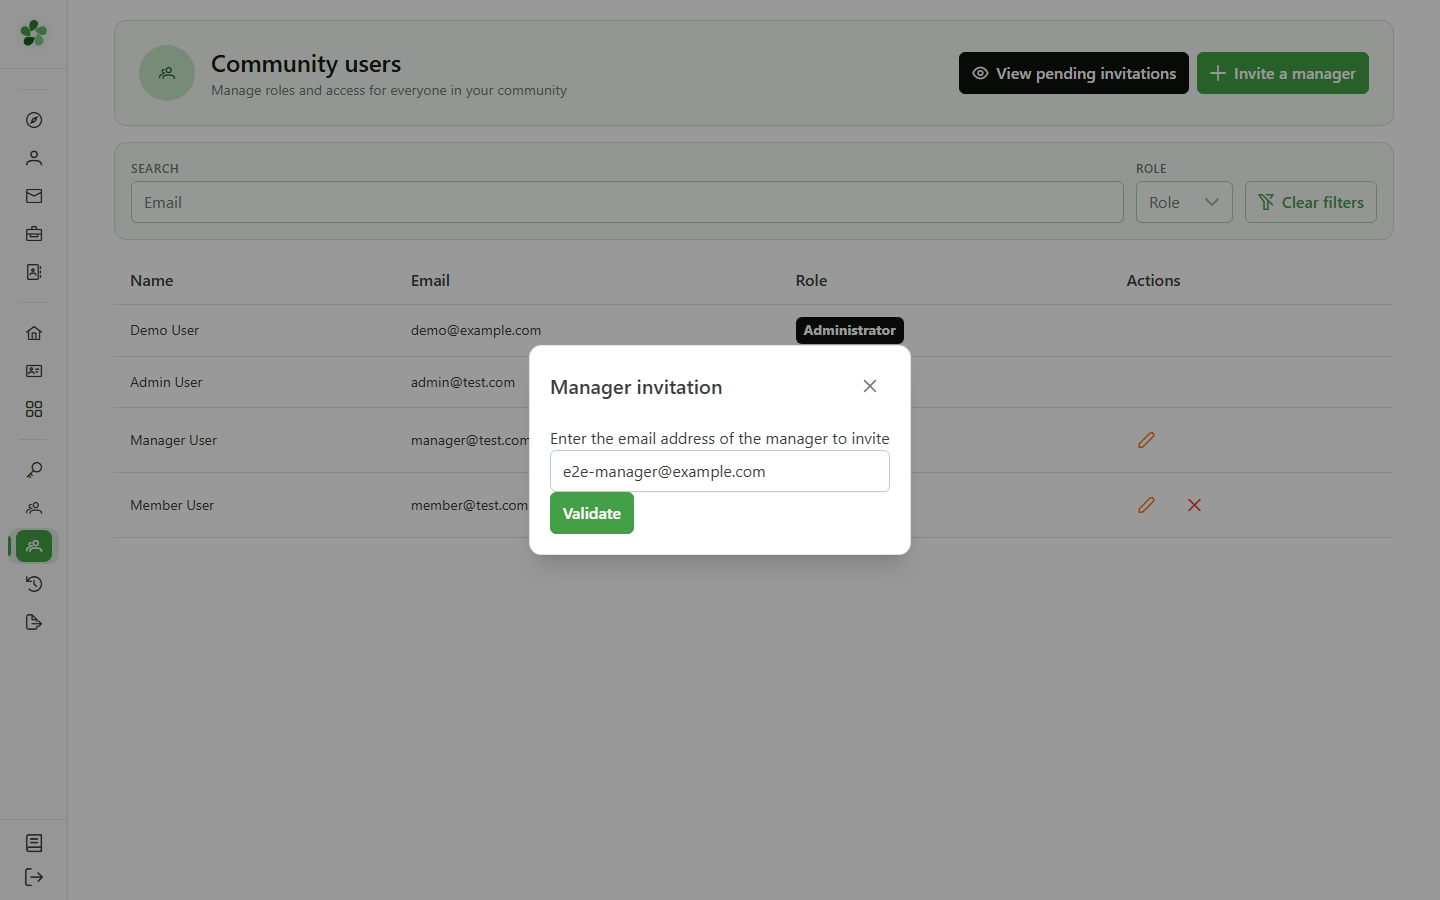 Community users
Manage roles and access for everyone in your community
View pending invitations
Invite a manager
SEARCH
ROLE
Email
Role
Clear filters
Name Email Role Actions
Demo User demo@example.com Administrator
Admin User admin@test.com
Manager User manager@test.com
Member User member@test.com
Manager invitation
Enter the email address of the manager to invite
e2e-manager@example.com
Validate